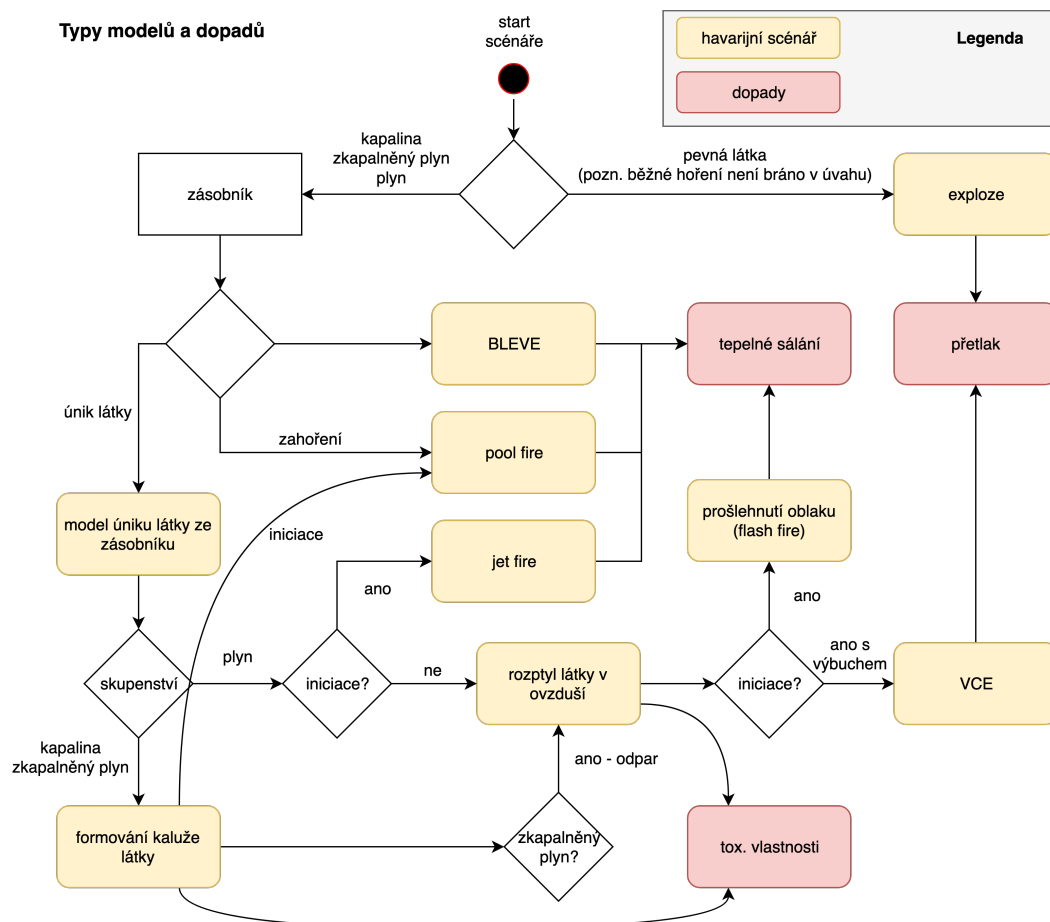 Typy modelů a dopadů
start
scénáře
havarijní scénář
Legenda
dopady
kapalina
zkapalněný plyn
plyn
pevná látka
(pozn. běžné hoření není bráno v úvahu)
zásobník
exploze
BLEVE
tepelné sálání
přetlak
únik látky
zahoření
pool fire
model úniku látky ze
zásobníku
iniciace
prošlehnutí oblaku
(flash fire)
jet fire
ano
ano
skupenství
plyn
iniciace?
ne
rozptyl látky v
ovzduší
iniciace?
ano s
výbuchem
VCE
kapalina
zkapalněný plyn
ano - odpar
formování kaluže
látky
zkapalněný
plyn?
tox. vlastnosti